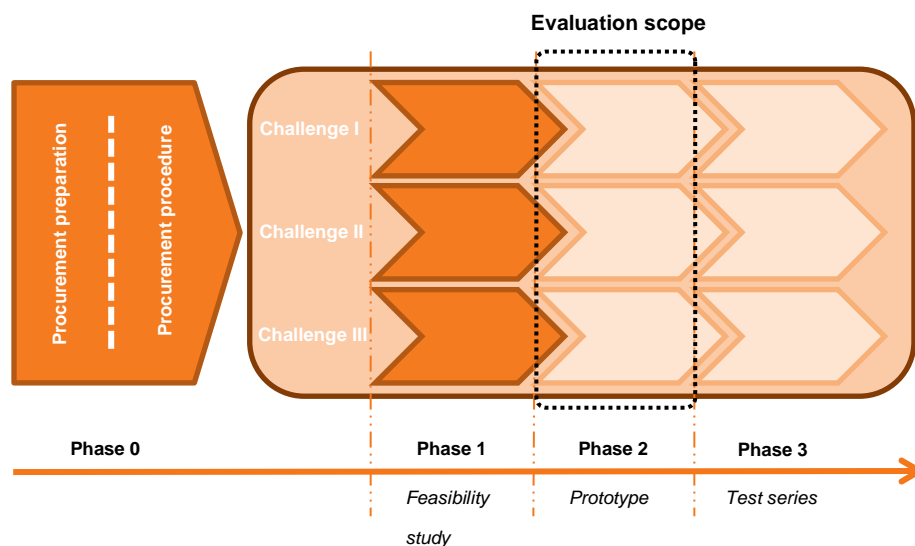 Evaluation scope
Procurement preparation
Procurement procedure
Challenge I
Challenge II
Challenge III
Phase 0
Phase 1
Phase 2
Phase 3
Feasibility
study
Prototype
Test series